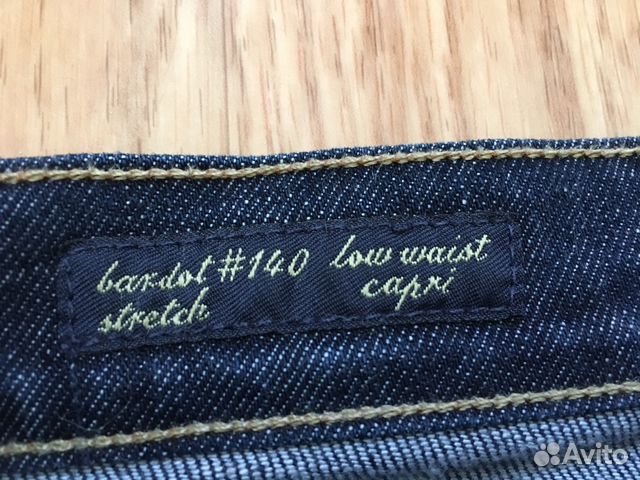 bardot #140 low waist
stretch capri
Avito